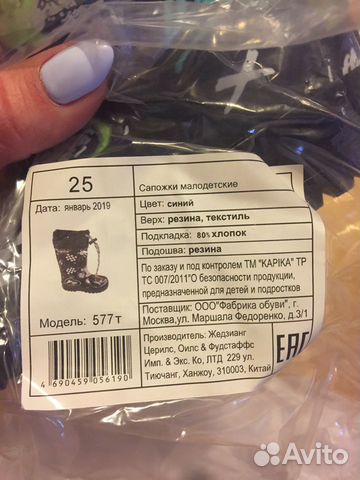 25
Сапожки малодетские
Дата: январь 2019
Цвет: синий
Верх: резина, текстиль
Подкладка: 80% хлопок
Подошва: резина
По заказу и под контролем ТМ "KAPIKA" ТР
ТС 007/2011"О безопасности продукции,
предназначенной для детей и подростков
Поставщик: ООО"Фабрика обуви", г.
Москва,ул. Маршала Федоренко, д.3/1
Модель: 577т
Производитель: Жедзианг
Церилс, Оилс & Фудстаффс
Имп. & Экс. Ко, ЛТД 229 ул.
Тиючанг, Ханжоу, 310003, Китай
4 690459 056190
EAC
Avito